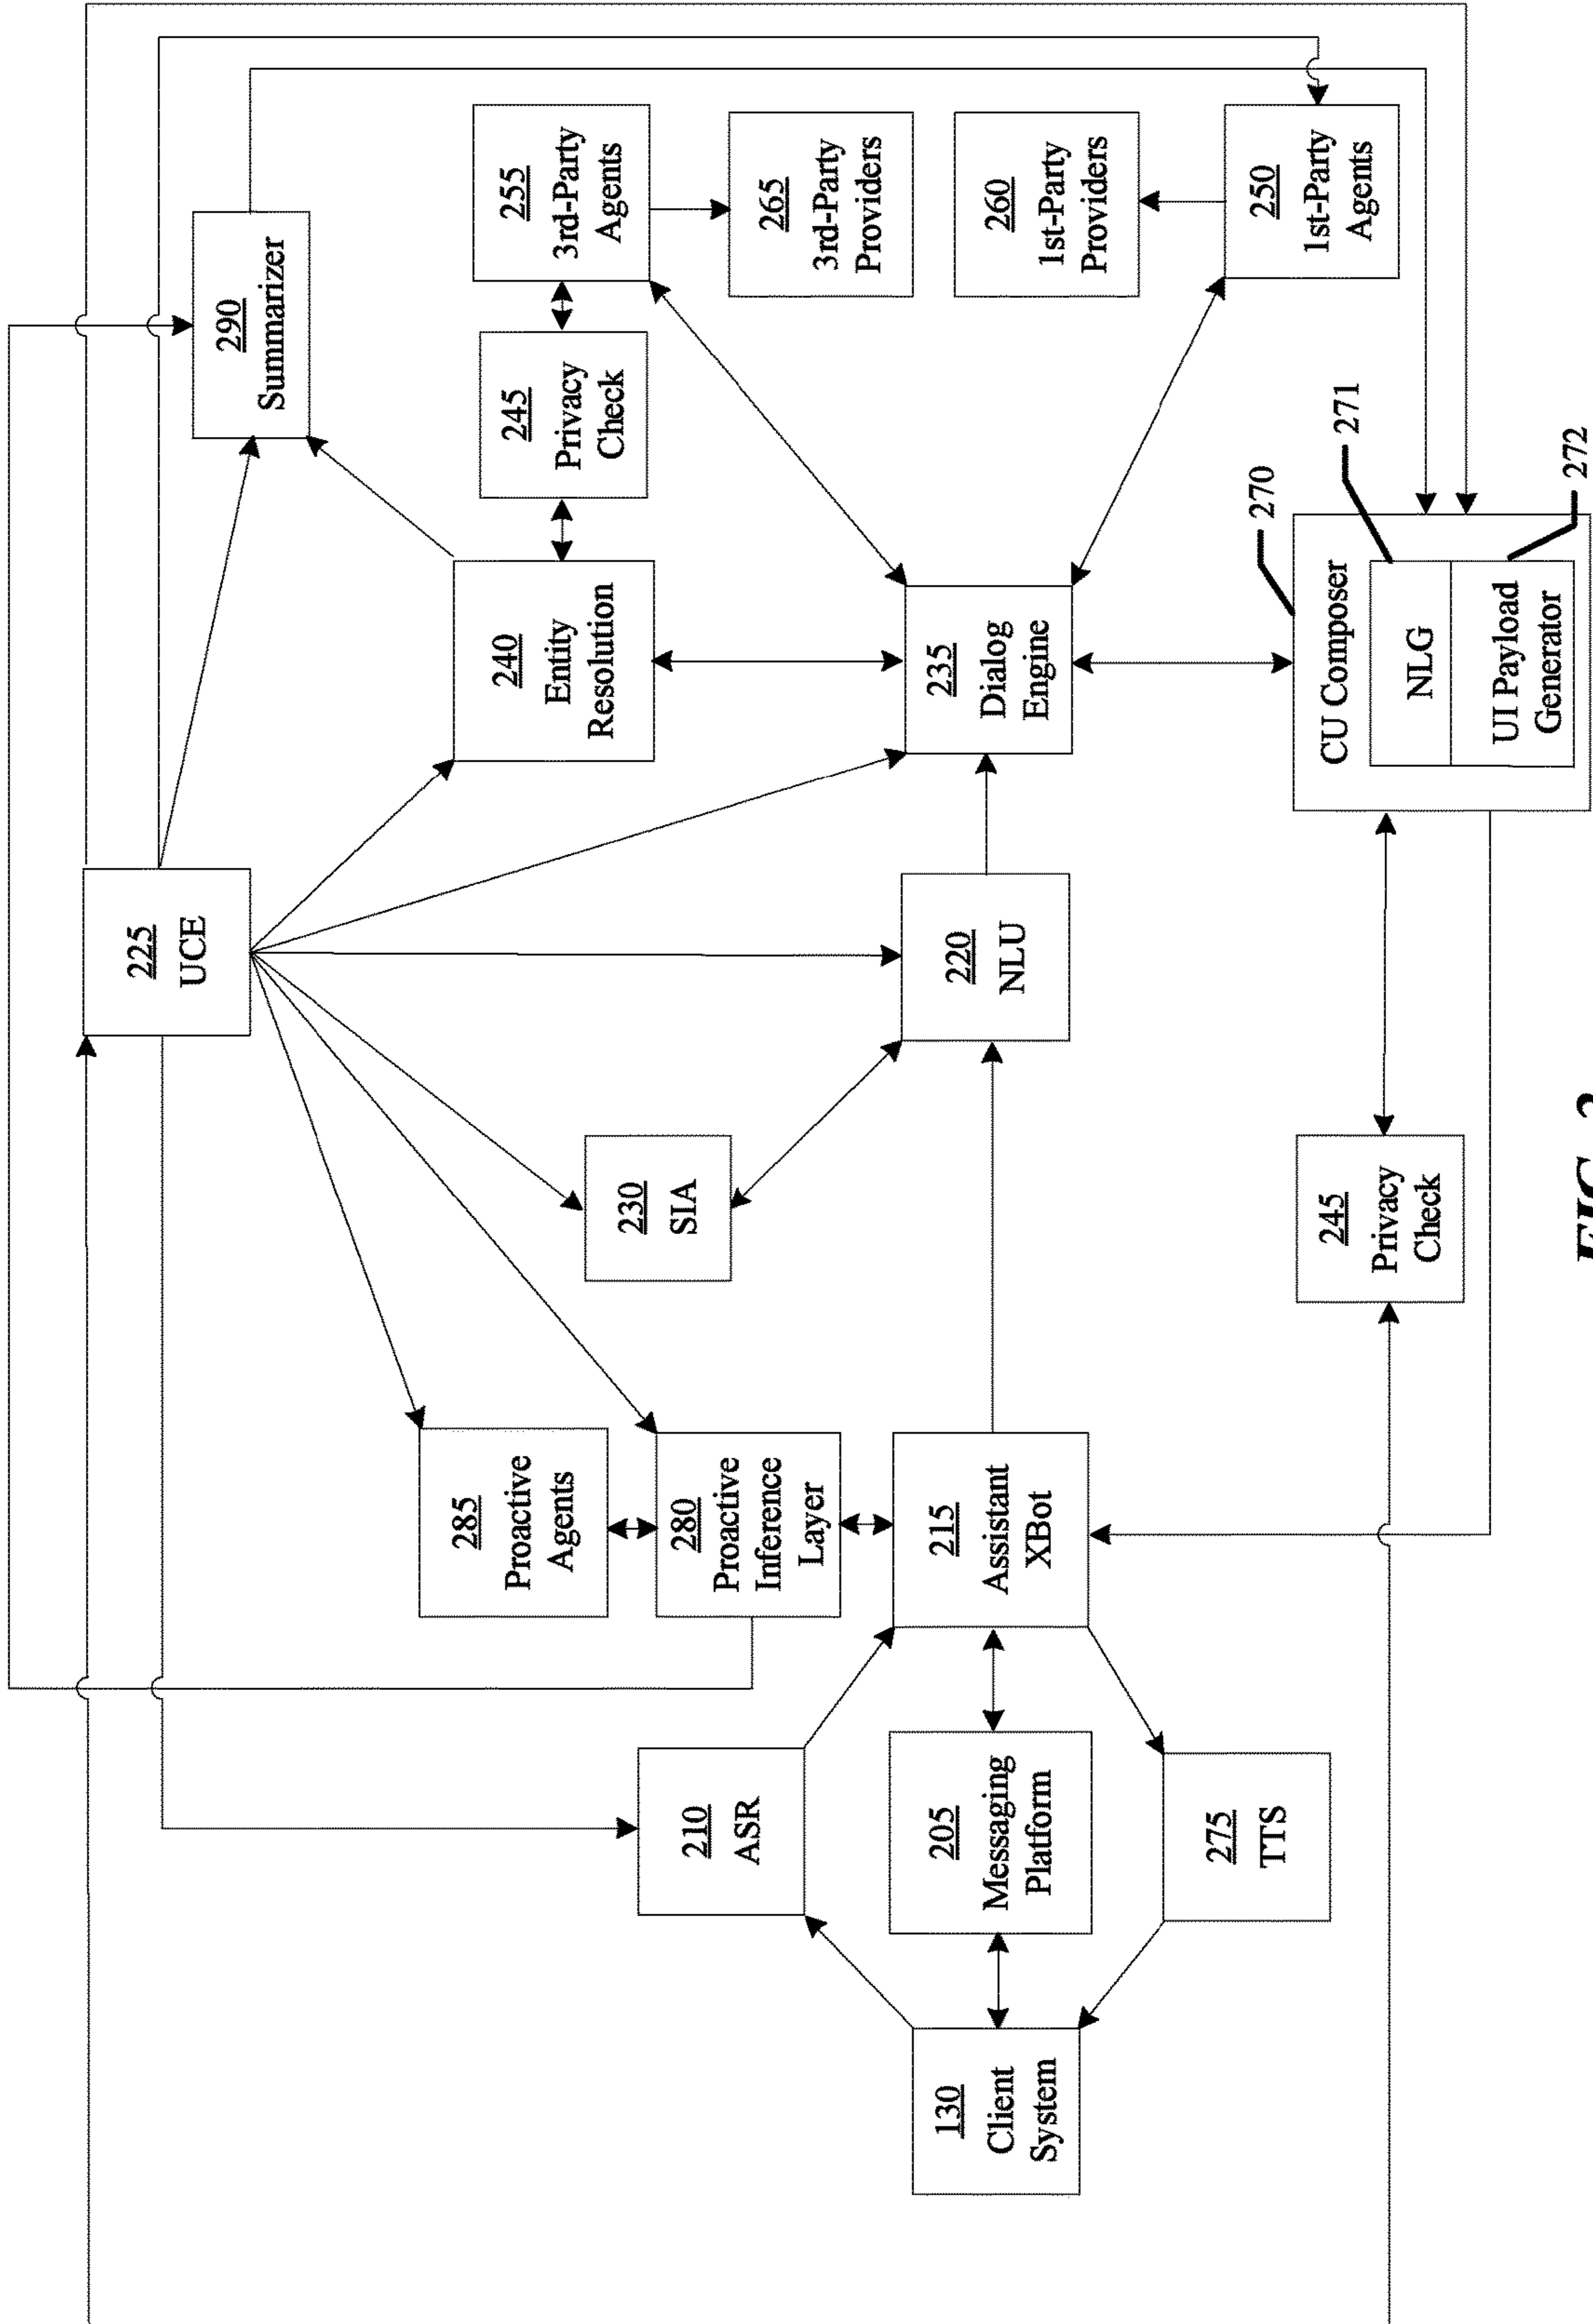 225
UCE
290
Summarizer
285
Proactive
Agents
240
Entity
Resolution
245
Privacy
Check
255
3rd-Party
Agents
210
ASR
280
Proactive
Inference
Layer
230
SIA
265
3rd-Party
Providers
130
Client
System
205
Messaging
Platform
215
Assistant
XBot
220
NLU
235
Dialog
Engine
260
1st-Party
Providers
275
TTS
250
1st-Party
Agents
245
Privacy
Check
270
271
272
CU Composer
NLG
UI Payload
Generator
FIG. 2